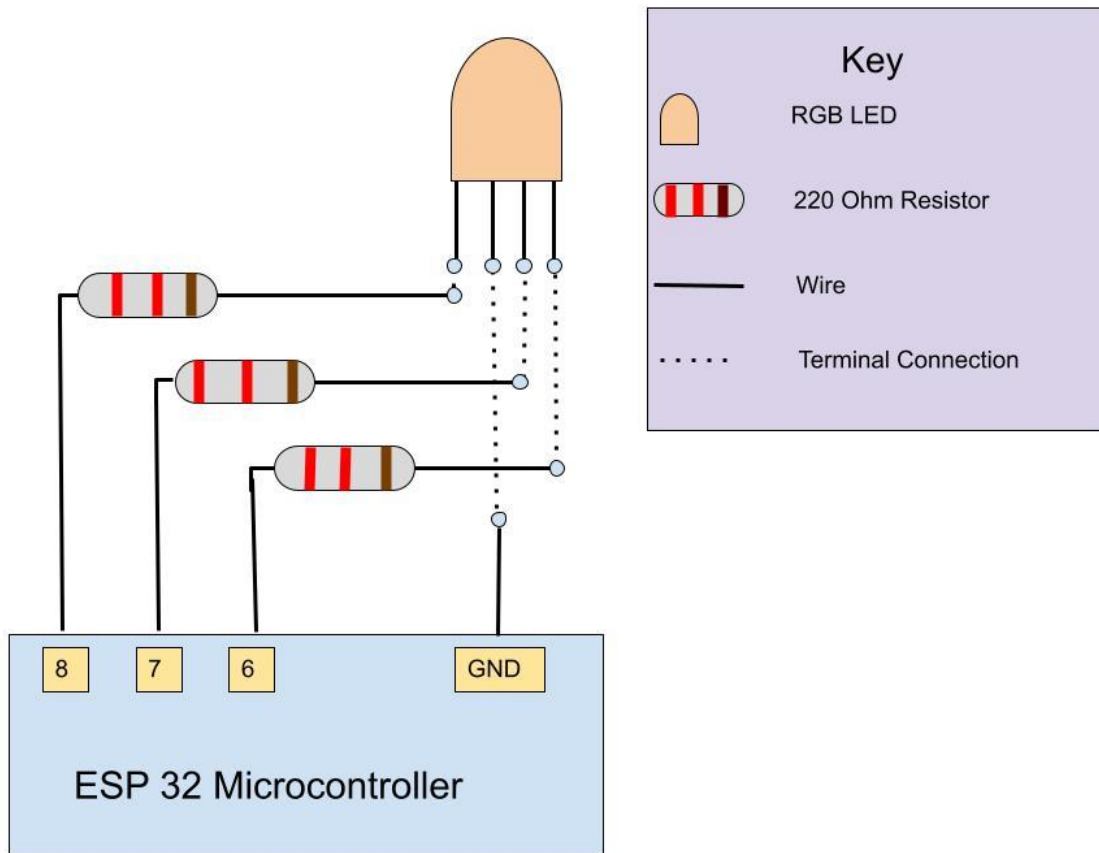 Key
RGB LED
220 Ohm Resistor
Wire
Terminal Connection
8
7
6
GND
ESP 32 Microcontroller